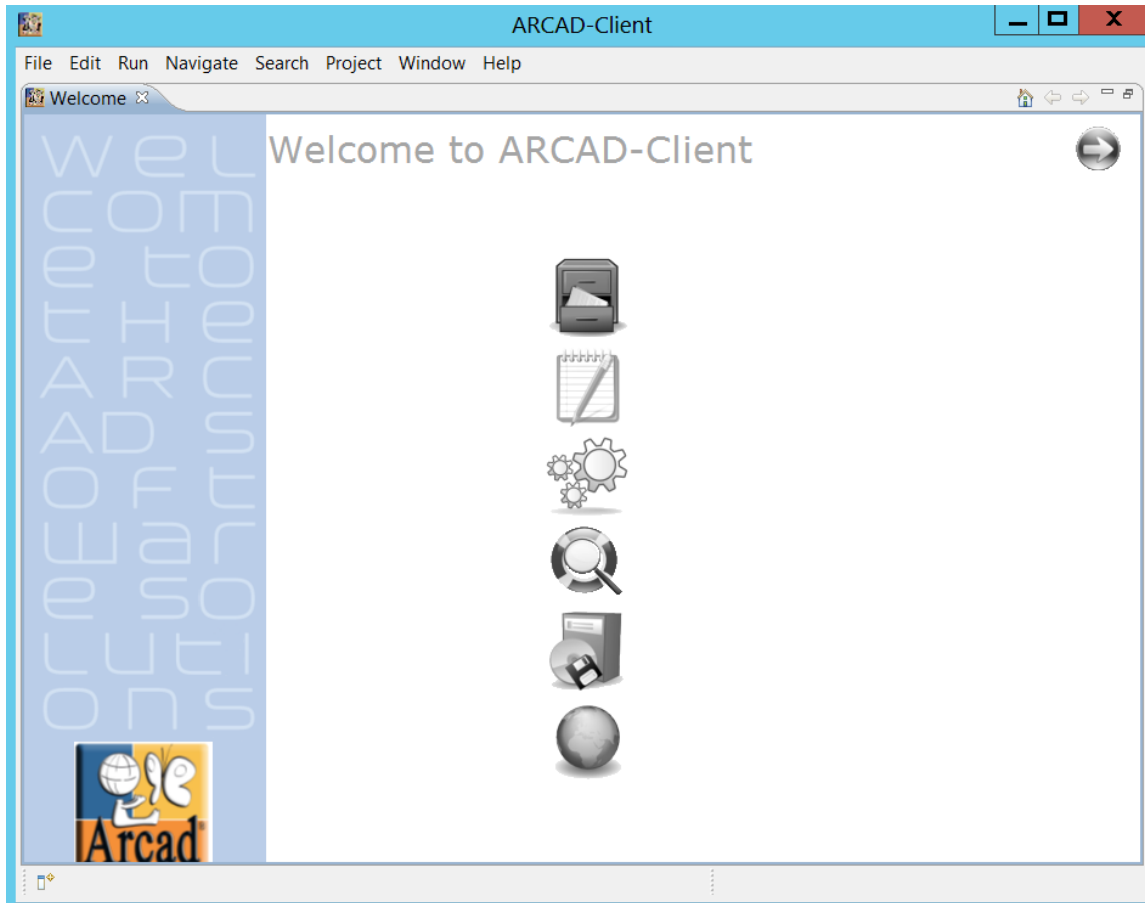 ARCAD-Client
File Edit Run Navigate Search Project Window Help
Welcome
Welcome to ARCAD-Client
wel
com
e to
t He
ARC
AD S
OFt
war
e so
Luti
ons
Arcad